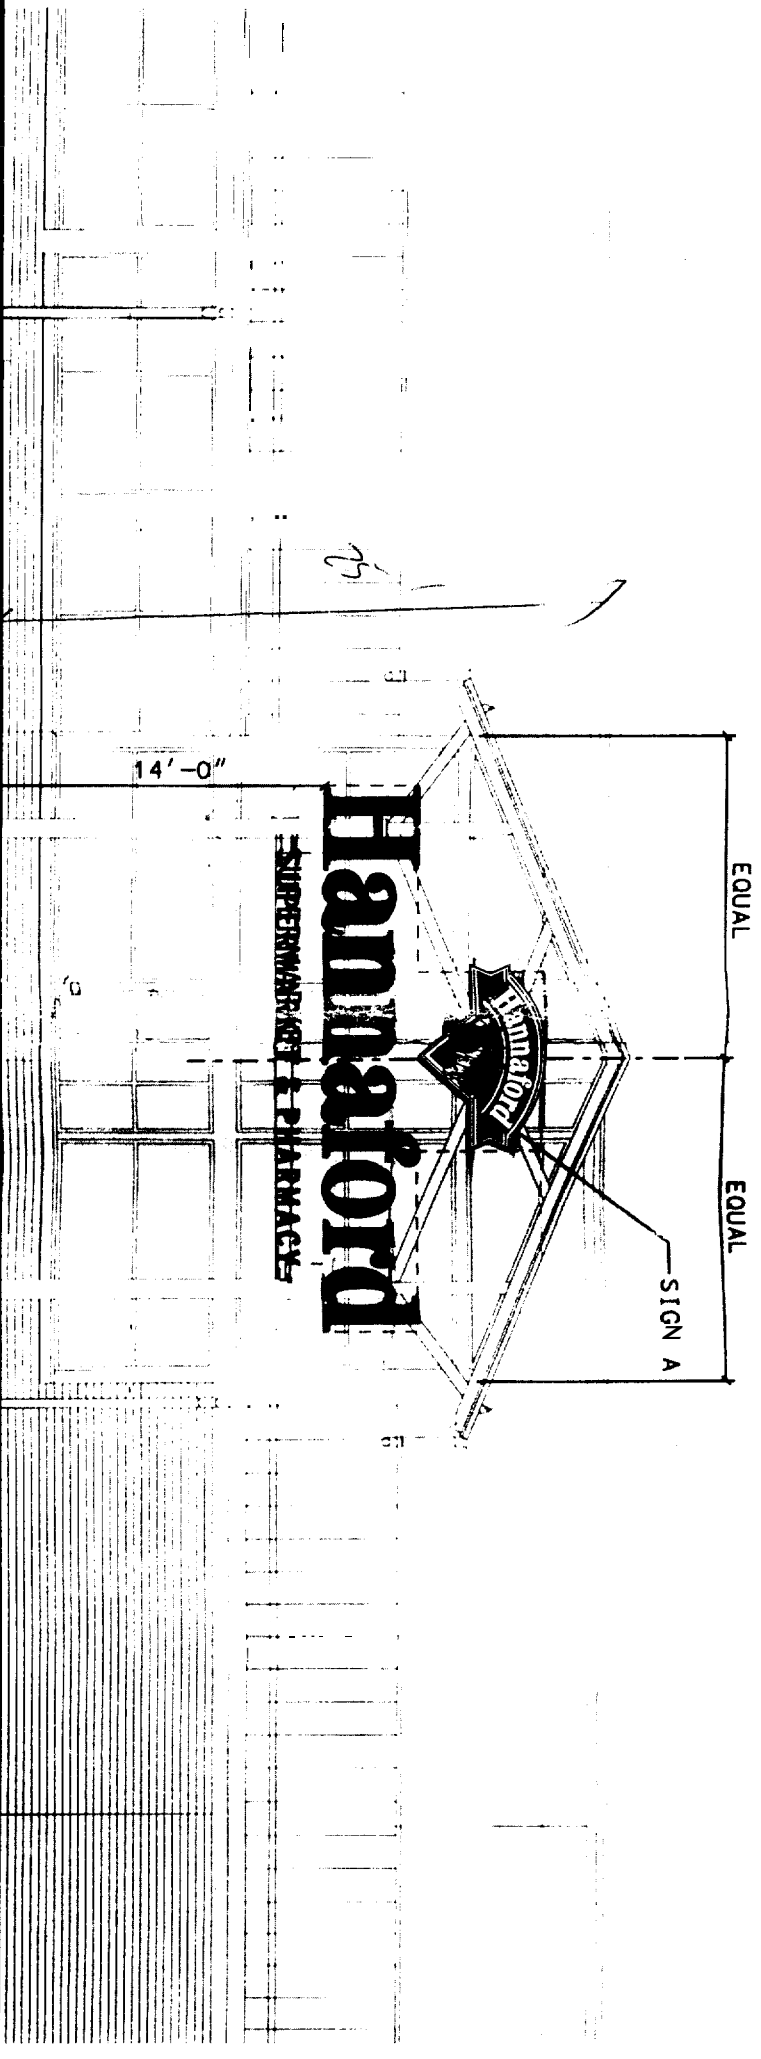 EQUAL
EQUAL
SIGN A
Hannaford
Hannaford
SUPERMARKET & PHARMACY
14'-0"